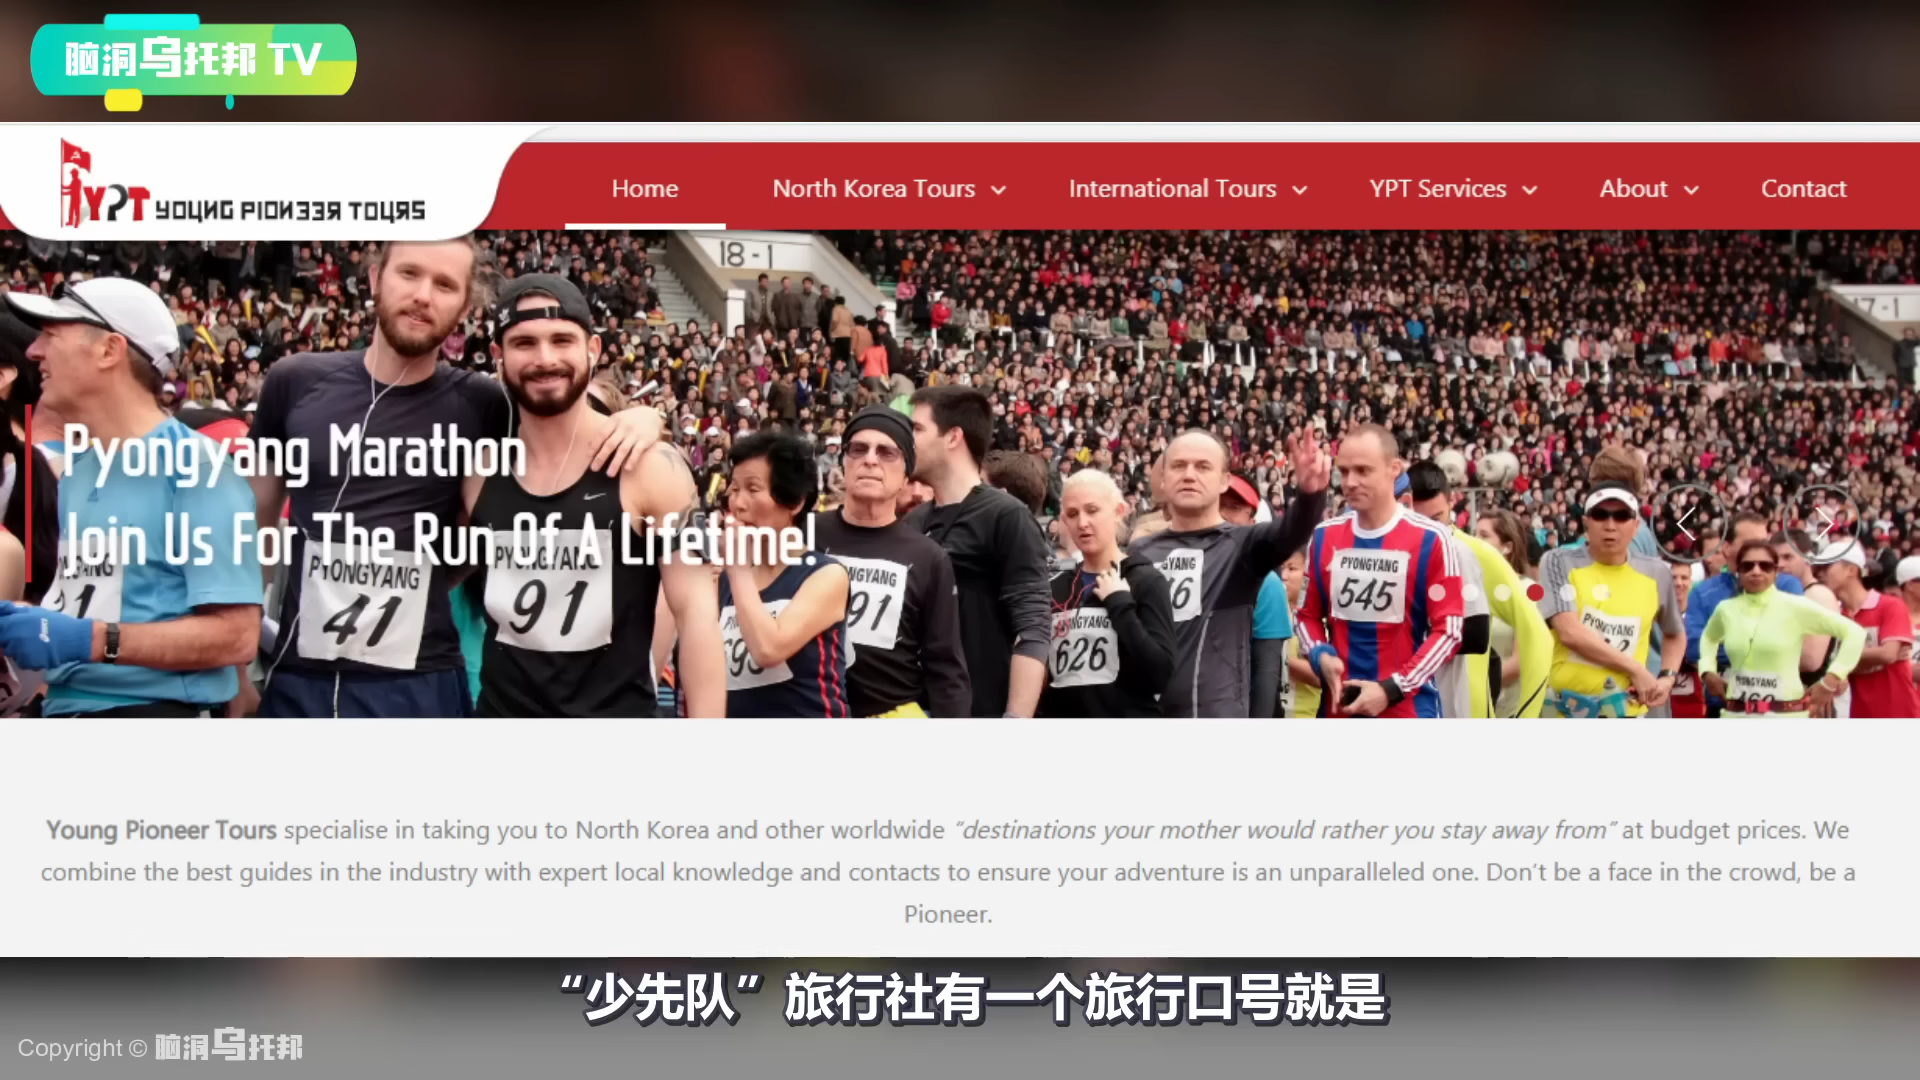 脑洞乌托邦 TV
YPT YOUNG PIONEER TOURS
Home
North Korea Tours
International Tours
YPT Services
About
Contact
18-1
17-1
Pyongyang Marathon
Join Us For The Run Of A Lifetime!
PYONGYANG
41
PYONGYANG
91
91
626
PYONGYANG
545
PYONGYANG
Young Pioneer Tours specialise in taking you to North Korea and other worldwide “destinations your mother would rather you stay away from” at budget prices. We
combine the best guides in the industry with expert local knowledge and contacts to ensure your adventure is an unparalleled one. Don’t be a face in the crowd, be a
Pioneer.
“少先队”旅行社有一个旅行口号就是
Copyright © 脑洞乌托邦